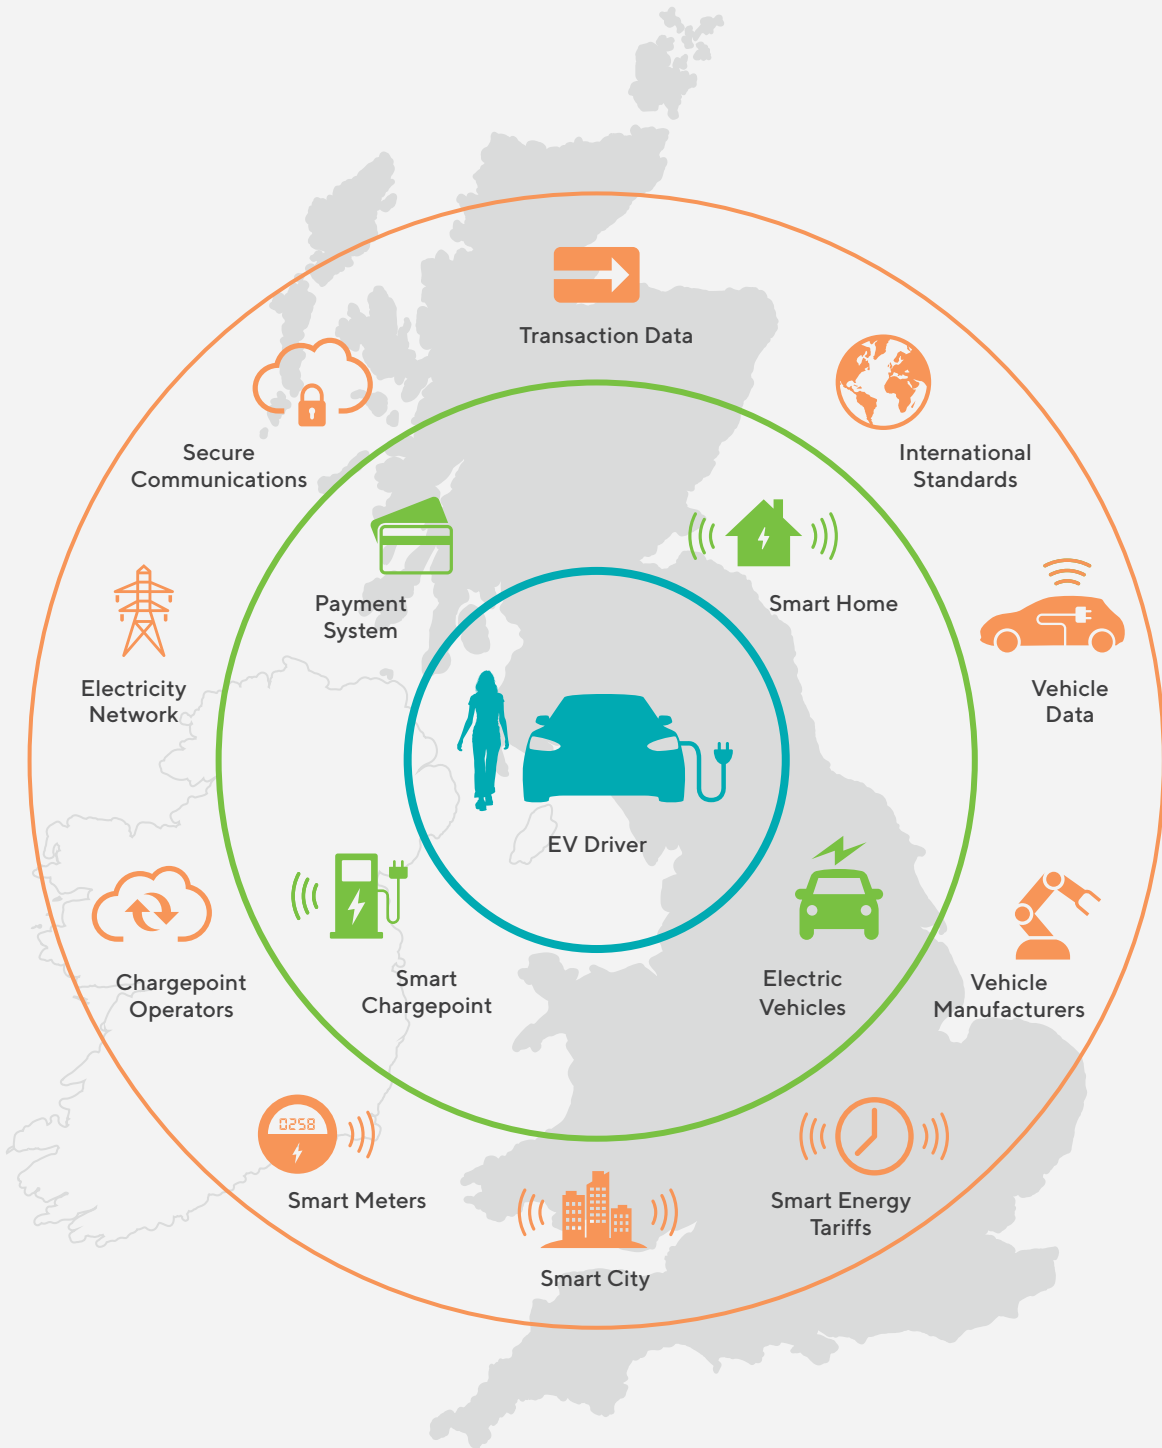 Transaction Data
Secure
Communications
International
Standards
Payment
System
Smart Home
Electricity
Network
Vehicle
Data
EV Driver
Chargepoint
Operators
Smart
Chargepoint
Electric
Vehicles
Vehicle
Manufacturers
0258
Smart Meters
Smart Energy
Tariffs
Smart City